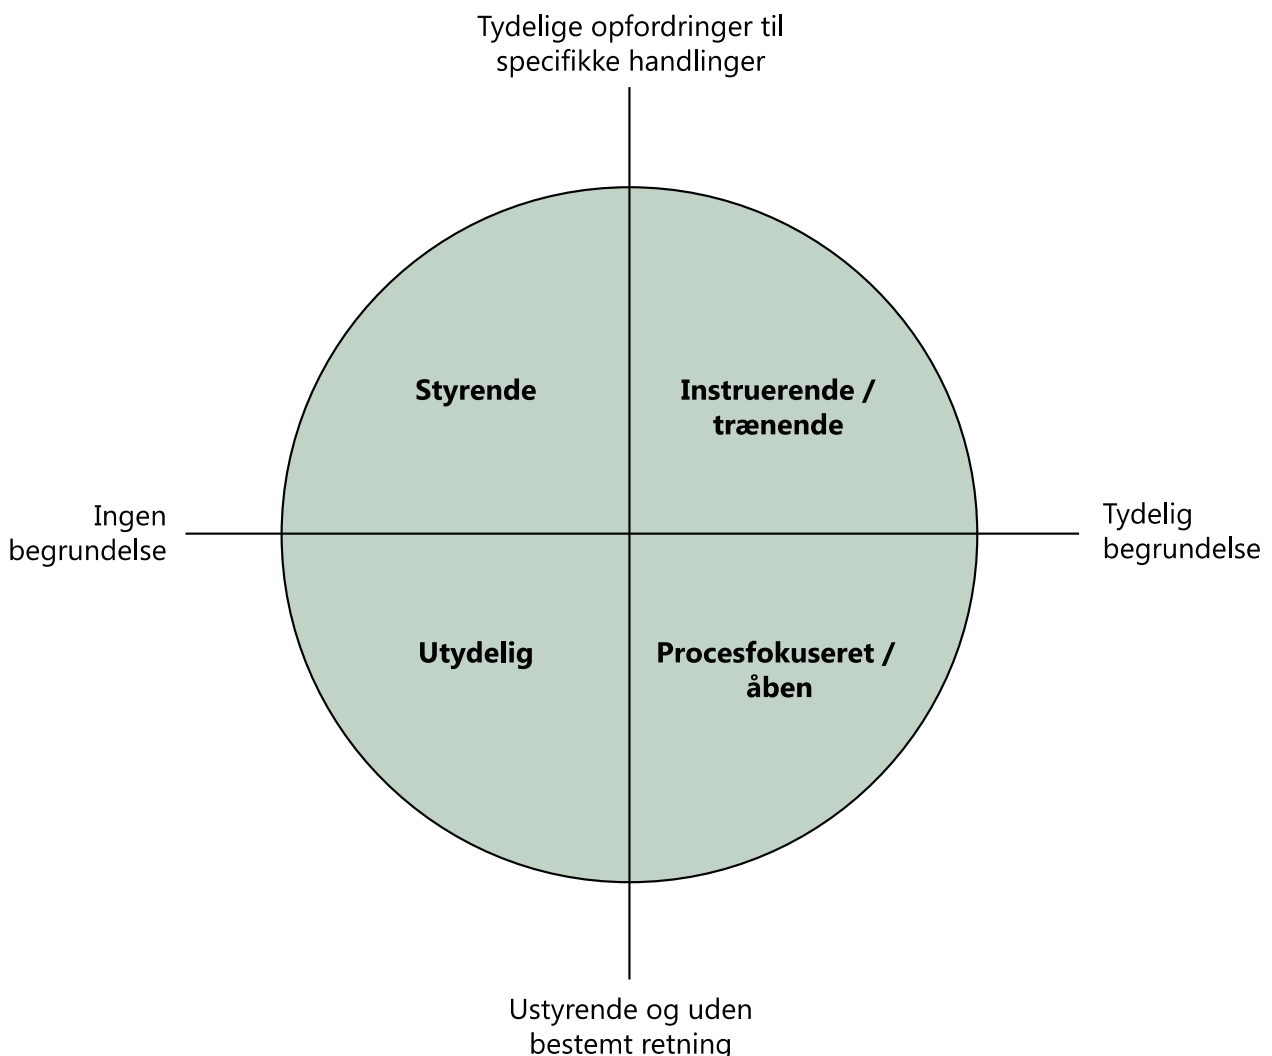 Tydelige opfordringer til
specifikke handlinger
Styrende
Instruerende /
trænende
Ingen
begrundelse
Tydelig
begrundelse
Utydelig
Procesfokuseret /
åben
Ustyrende og uden
bestemt retning